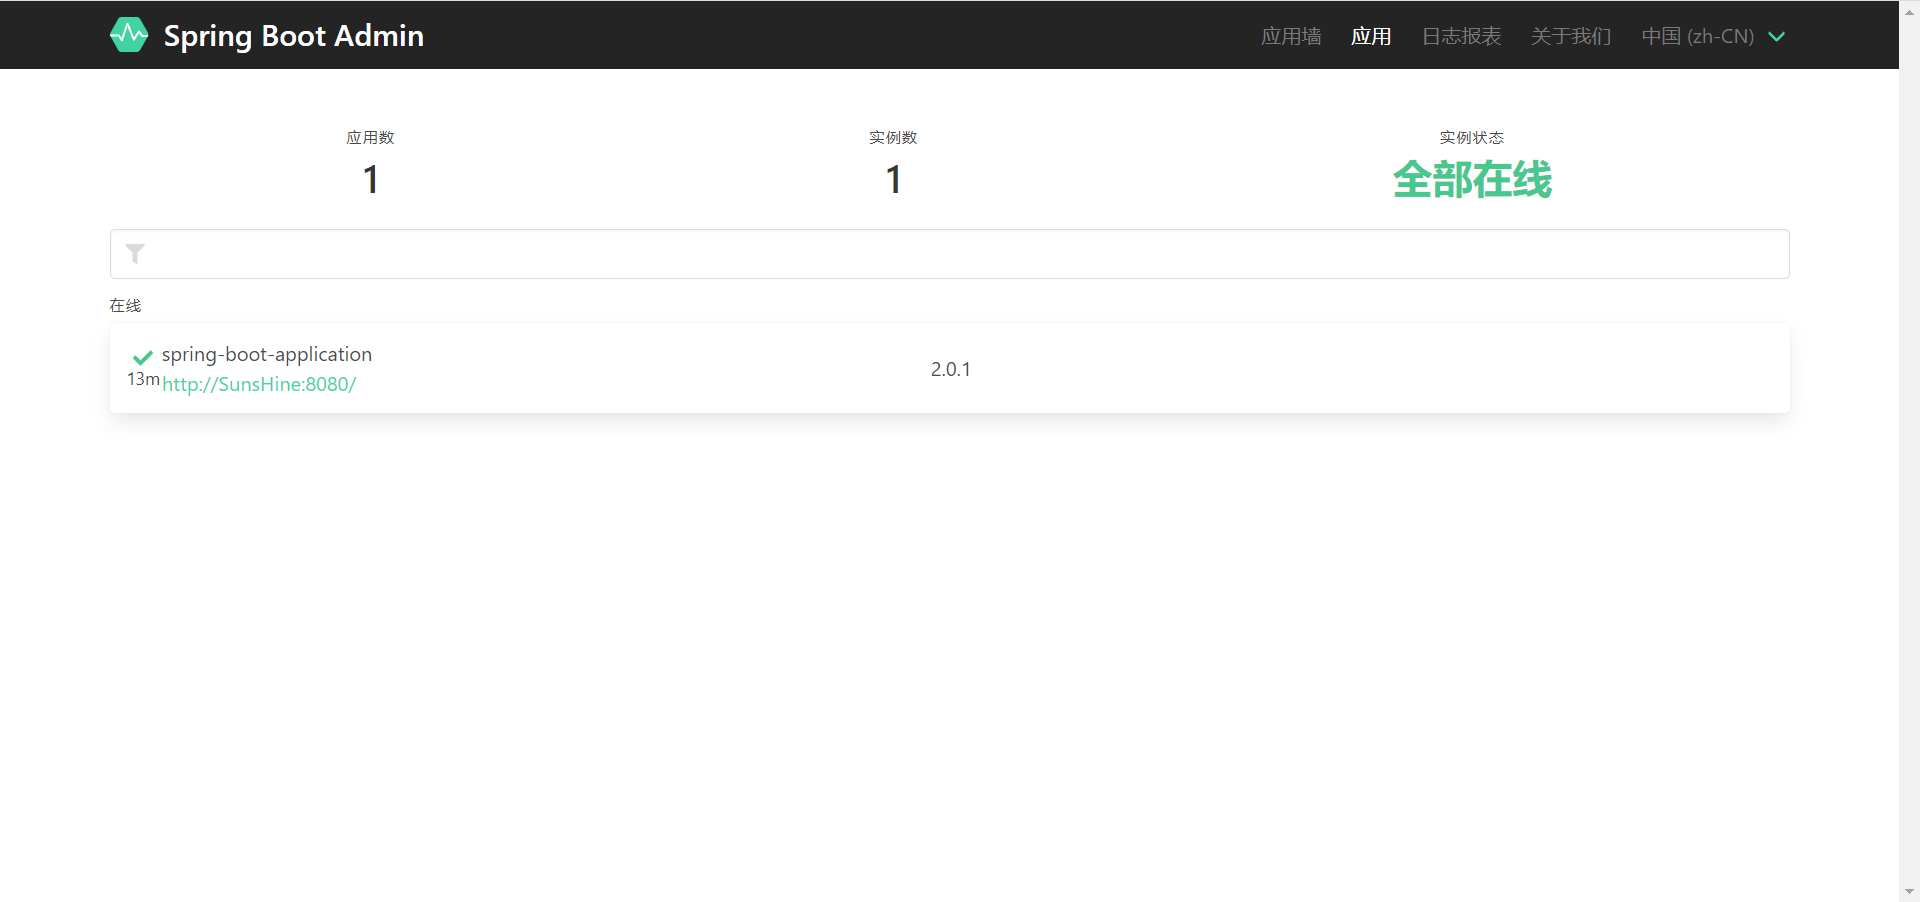 Spring Boot Admin
应用墙 应用 日志报表 关于我们 中国 (zh-CN)
应用数 实例数 实例状态
1 1 全部在线
在线
spring-boot-application
13m http://SunsHine:8080/ 2.0.1